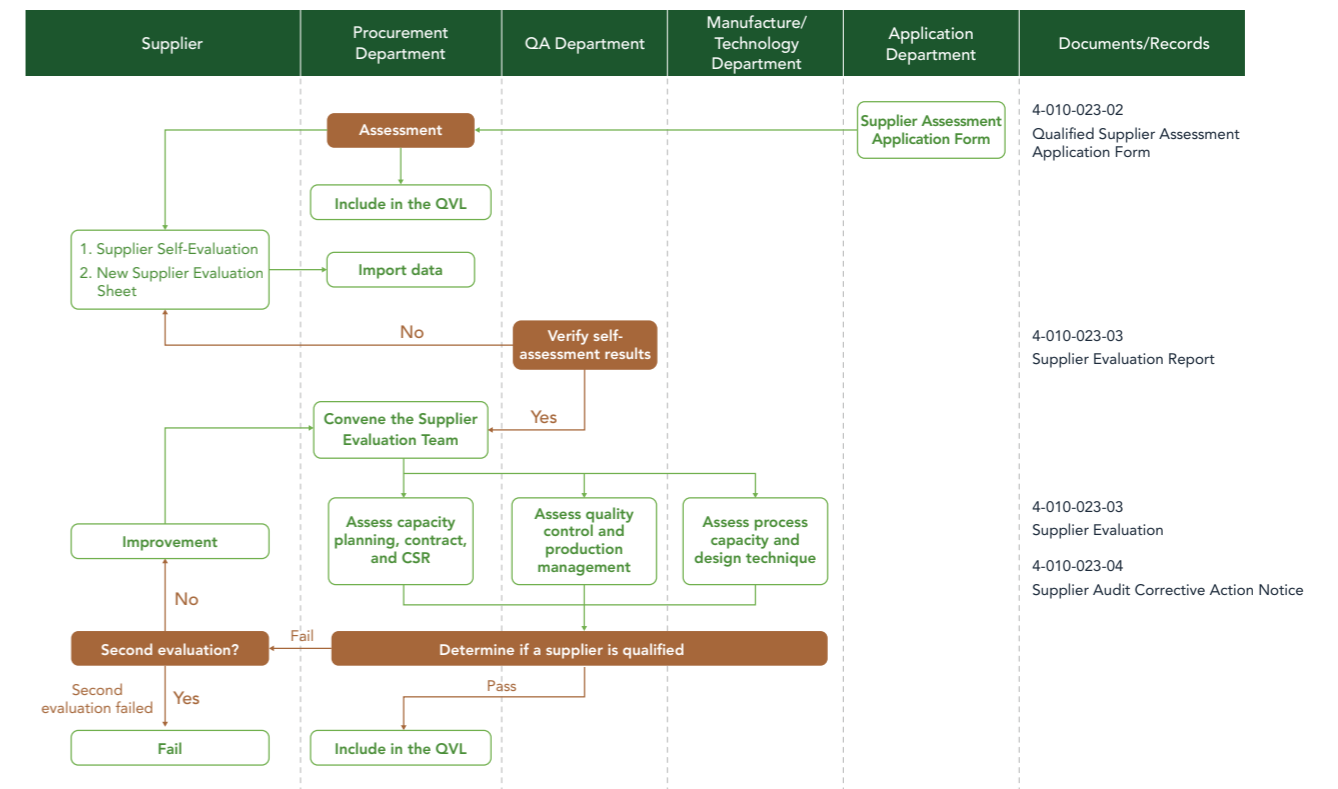 Supplier
Procurement
Department
QA Department
Manufacture/
Technology
Department
Application
Department
Documents/Records
Assessment
Supplier Assessment
Application Form
4-010-023-02
Qualified Supplier Assessment
Application Form
Include in the QVL
1. Supplier Self-Evaluation
2. New Supplier Evaluation
Sheet
Import data
No
Verify self-
assessment results
4-010-023-03
Supplier Evaluation Report
Yes
Convene the Supplier
Evaluation Team
Assess capacity
planning, contract,
and CSR
Assess quality
control and
production
management
Assess process
capacity and
design technique
4-010-023-03
Supplier Evaluation
4-010-023-04
Supplier Audit Corrective Action Notice
Improvement
No
Second evaluation?
Fail
Determine if a supplier is qualified
Second
evaluation failed
Yes
Pass
Fail
Include in the QVL